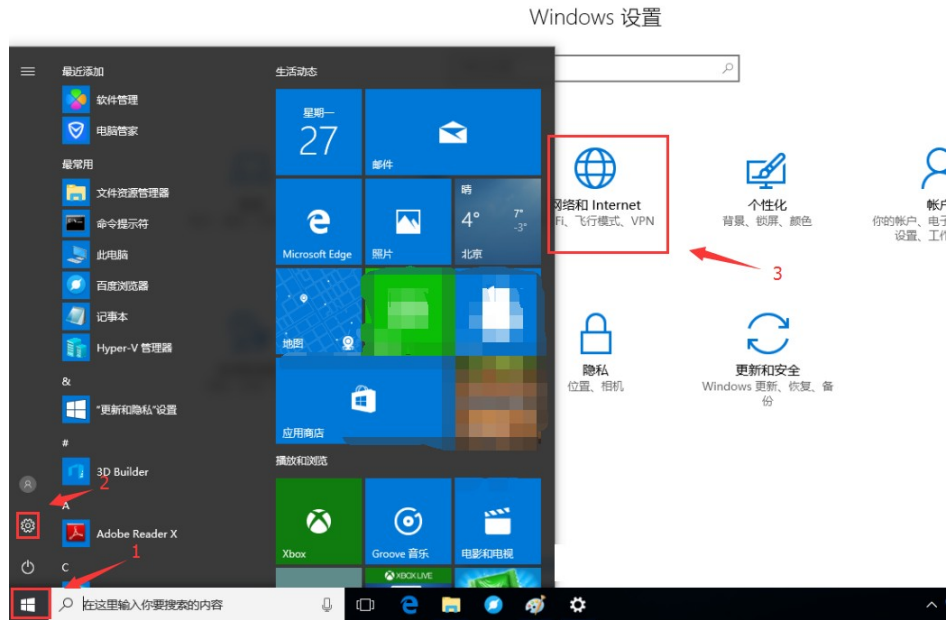 Windows 设置
最近添加
软件管理
电脑管家
最常用
文件资源管理器
命令提示符
此电脑
百度浏览器
记事本
Hyper-V 管理器
&
"更新和隐私"设置
#
3D Builder
A
Adobe Reader X
C
生活动态
星期一
27
邮件
Microsoft Edge
照片
晴
4°
7°
-3°
北京
地图
应用商店
播放和浏览
Xbox
Groove 音乐
电影和电视
XBOX LIVE
网络和 Internet
Fi、飞行模式、VPN
个性化
背景、锁屏、颜色
帐户
你的帐户、电子
设置、工作
隐私
位置、相机
更新和安全
Windows 更新、恢复、备
份
1
2
3
在这里输入你要搜索的内容